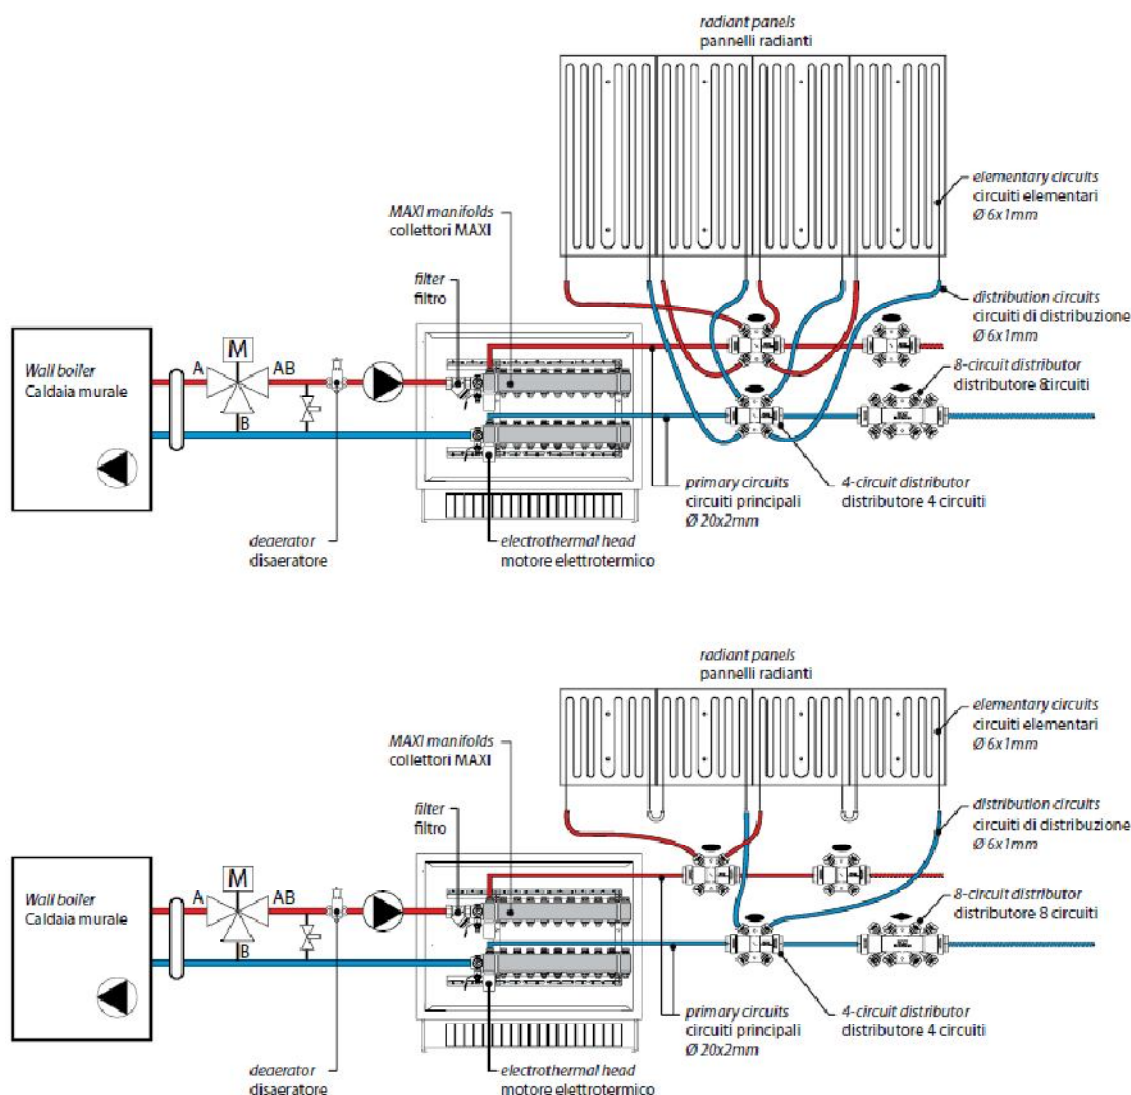 radiant panels
pannelli radianti
elementary circuits
circuiti elementari
Ø 6x1mm
MAXI manifolds
collettori MAXI
filter
filtro
distribution circuits
circuiti di distribuzione
Ø 6x1mm
Wall boiler
Caldaia murale
A
M
AB
B
8-circuit distributor
distributore 8circuiti
primary circuits
circuiti principali
Ø 20x2mm
4-circuit distributor
distributore 4 circuiti
deaerator
disaeratore
electrothermal head
motore elettrotermico
radiant panels
pannelli radianti
elementary circuits
circuiti elementari
Ø 6x1mm
MAXI manifolds
collettori MAXI
filter
filtro
distribution circuits
circuiti di distribuzione
Ø 6x1mm
Wall boiler
Caldaia murale
A
M
AB
B
8-circuit distributor
distributore 8 circuiti
primary circuits
circuiti principali
Ø 20x2mm
4-circuit distributor
distributore 4 circuiti
deaerator
disaeratore
electrothermal head
motore elettrotermico